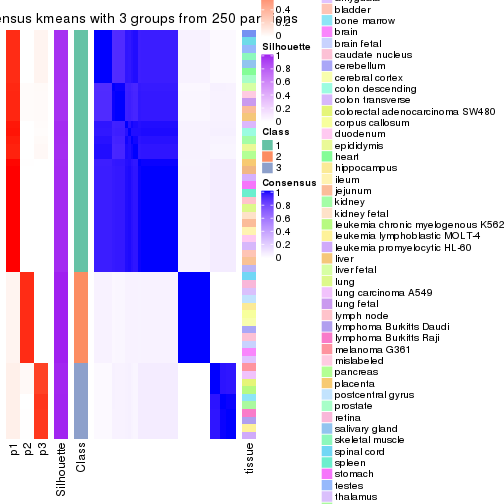 ensus kmeans with 3 groups from 250 partitions
0.4
0.2
0
Silhouette
1
0.8
0.6
0.4
0.2
0
Class
1
2
3
Consensus
1
0.8
0.6
0.4
0.2
0
bladder
bone marrow
brain
brain fetal
caudate nucleus
cerebellum
cerebral cortex
colon descending
colon transverse
colorectal adenocarcinoma SW480
corpus callosum
duodenum
epididymis
heart
hippocampus
ileum
jejunum
kidney
kidney fetal
leukemia chronic myelogenous K562
leukemia lymphoblastic MOLT-4
leukemia promyelocytic HL-60
liver
liver fetal
lung
lung carcinoma A549
lung fetal
lymph node
lymphoma Burkitts Daudi
lymphoma Burkitts Raji
melanoma G361
mislabeled
pancreas
placenta
postcentral gyrus
prostate
retina
salivary gland
skeletal muscle
spinal cord
spleen
stomach
testes
thalamus
p1
p2
p3
Silhouette
Class
tissue